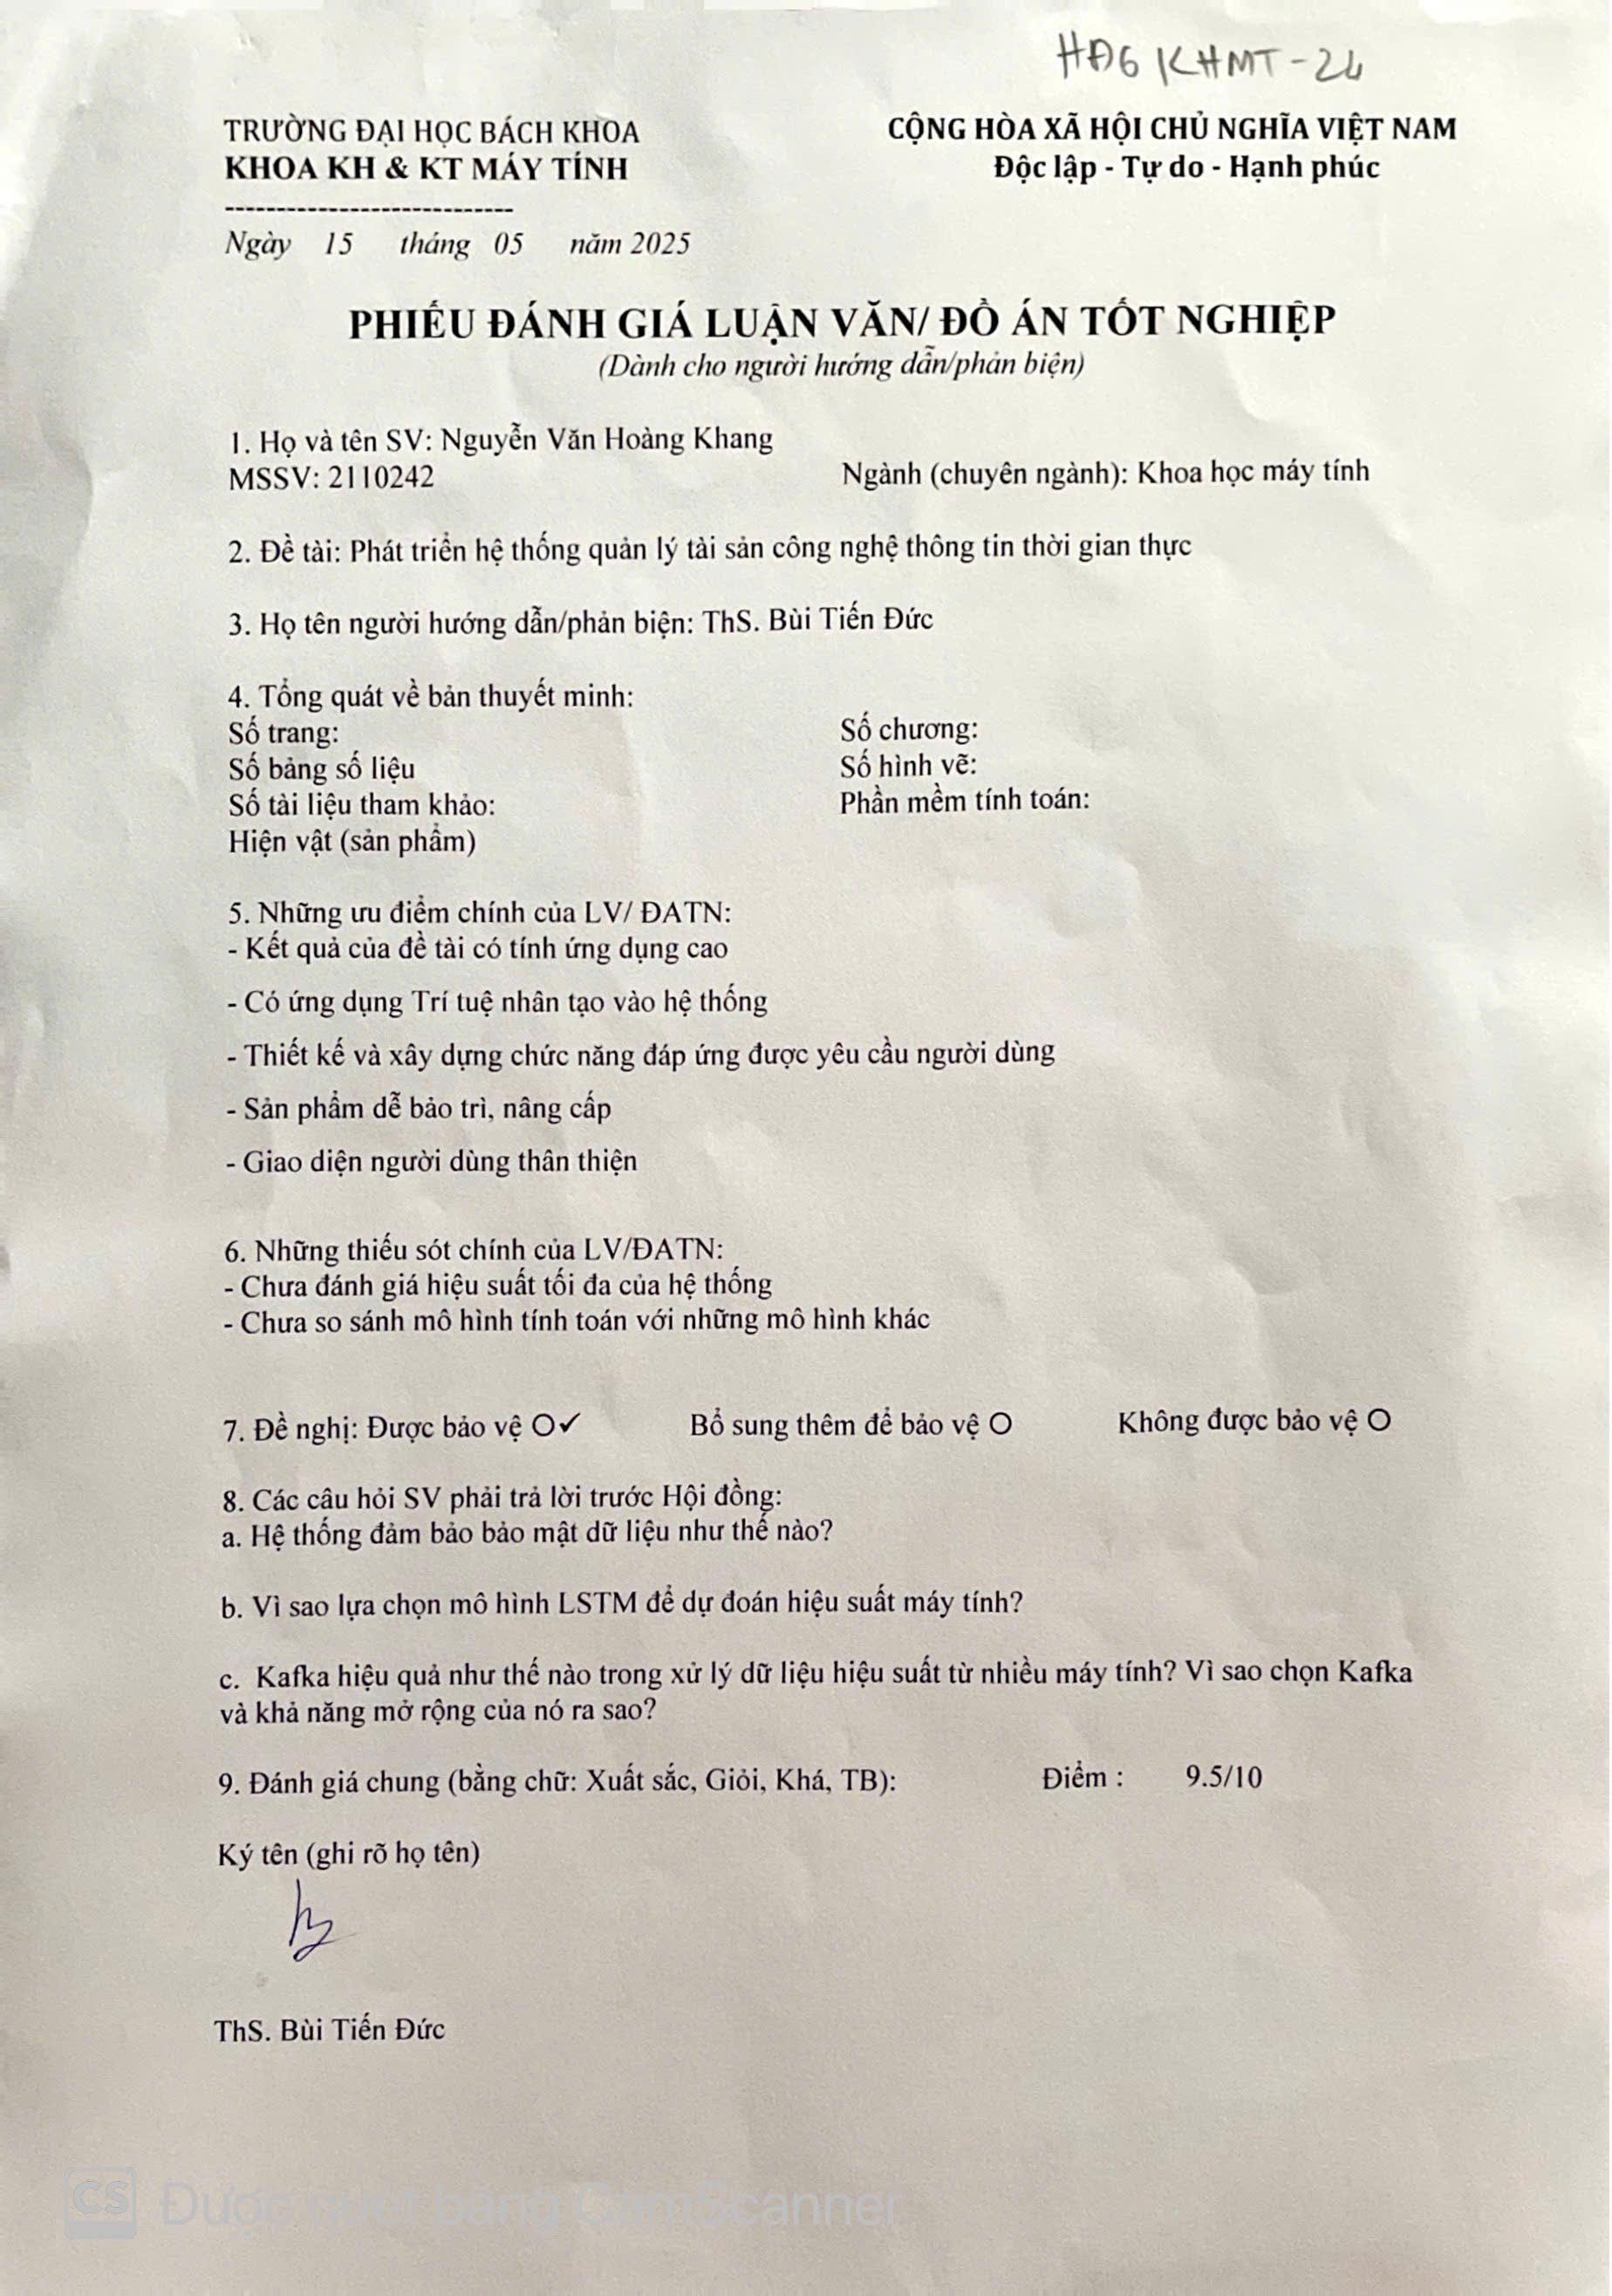 HĐ6 KHMT-24
TRƯỜNG ĐẠI HỌC BÁCH KHOA
KHOA KH & KT MÁY TÍNH
CỘNG HÒA XÃ HỘI CHỦ NGHĨA VIỆT NAM
Độc lập - Tự do - Hạnh phúc
----------------------------
Ngày 15 tháng 05 năm 2025
PHIẾU ĐÁNH GIÁ LUẬN VĂN/ ĐỒ ÁN TỐT NGHIỆP
(Dành cho người hướng dẫn/phản biện)
1. Họ và tên SV: Nguyễn Văn Hoàng Khang
MSSV: 2110242 Ngành (chuyên ngành): Khoa học máy tính
2. Đề tài: Phát triển hệ thống quản lý tài sản công nghệ thông tin thời gian thực
3. Họ tên người hướng dẫn/phản biện: ThS. Bùi Tiến Đức
4. Tổng quát về bản thuyết minh:
Số trang: Số chương:
Số bảng số liệu Số hình vẽ:
Số tài liệu tham khảo: Phần mềm tính toán:
Hiện vật (sản phẩm)
5. Những ưu điểm chính của LV/ ĐATN:
- Kết quả của đề tài có tính ứng dụng cao
- Có ứng dụng Trí tuệ nhân tạo vào hệ thống
- Thiết kế và xây dựng chức năng đáp ứng được yêu cầu người dùng
- Sản phẩm dễ bảo trì, nâng cấp
- Giao diện người dùng thân thiện
6. Những thiếu sót chính của LV/ĐATN:
- Chưa đánh giá hiệu suất tối đa của hệ thống
- Chưa so sánh mô hình tính toán với những mô hình khác
7. Đề nghị: Được bảo vệ O✓ Bổ sung thêm để bảo vệ O Không được bảo vệ O
8. Các câu hỏi SV phải trả lời trước Hội đồng:
a. Hệ thống đảm bảo bảo mật dữ liệu như thế nào?
b. Vì sao lựa chọn mô hình LSTM để dự đoán hiệu suất máy tính?
c. Kafka hiệu quả như thế nào trong xử lý dữ liệu hiệu suất từ nhiều máy tính? Vì sao chọn Kafka
và khả năng mở rộng của nó ra sao?
9. Đánh giá chung (bằng chữ: Xuất sắc, Giỏi, Khá, TB): Điểm : 9.5/10
Ký tên (ghi rõ họ tên)
ThS. Bùi Tiến Đức
CS Được quét bằng CamScanner